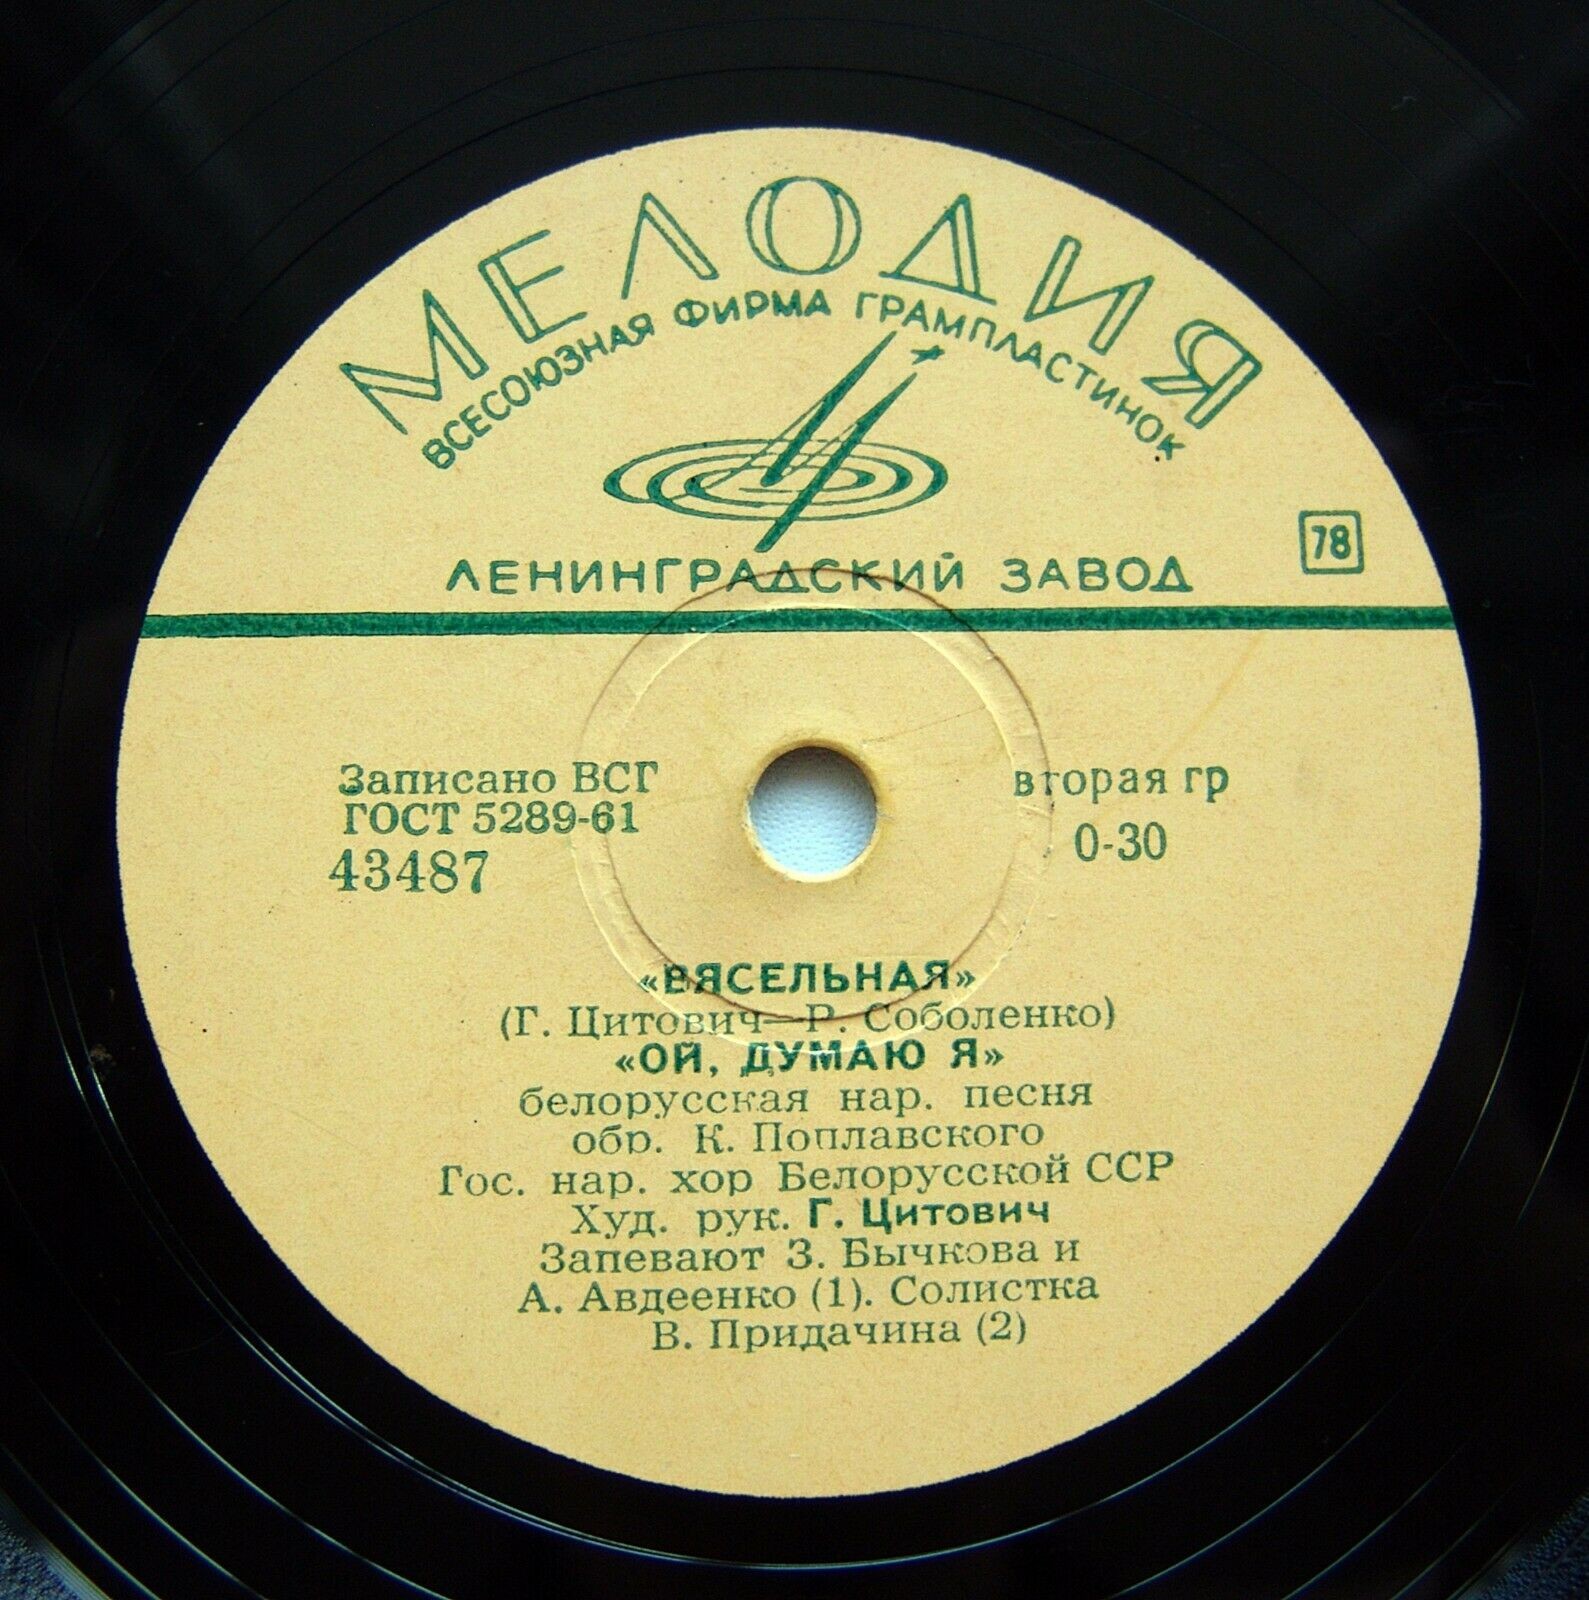 МЕЛОДИЯ
ВСЕСОЮЗНАЯ ФИРМА ГРАМПЛАСТИНОК
ЛЕНИНГРАДСКИЙ ЗАВОД
78
Записано ВСГ
ГОСТ 5289-61
43487
вторая гр
0-30
«ВЯСЕЛЬНАЯ»
(Г. Цитович—Р. Соболенко)
«ОЙ, ДУМАЮ Я»
белорусская нар. песня
обр. К. Поплавского
Гос. нар. хор Белорусской ССР
Худ. рук. Г. Цитович
Запевают З. Бычкова и
А. Авдеенко (1). Солистка
В. Придачина (2)